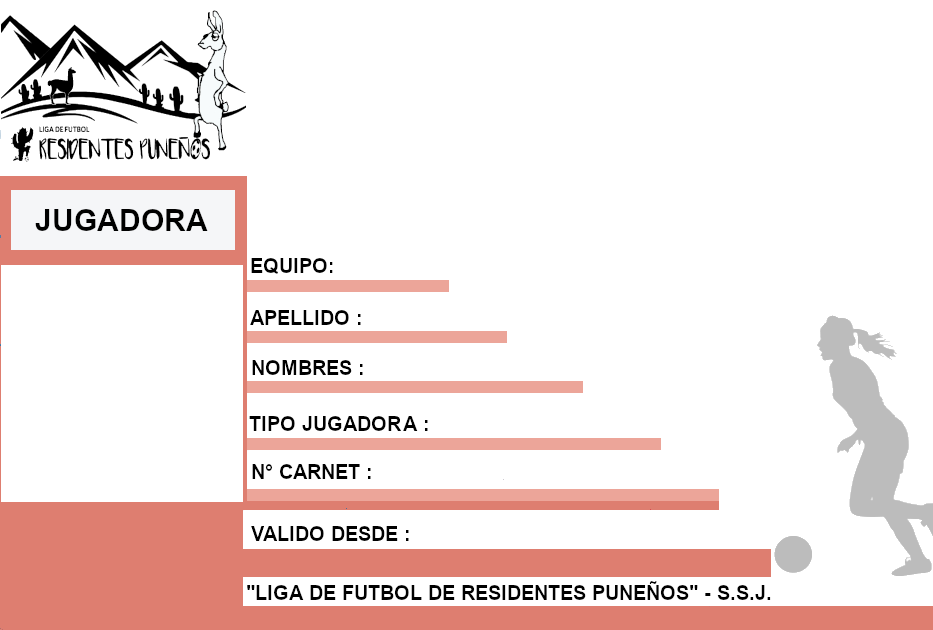 LIGA DE FUTBOL
RESIDENTES PUNEÑOS
JUGADORA
EQUIPO:
APELLIDO :
NOMBRES :
TIPO JUGADORA :
N° CARNET :
VALIDO DESDE :
"LIGA DE FUTBOL DE RESIDENTES PUNEÑOS" - S.S.J.